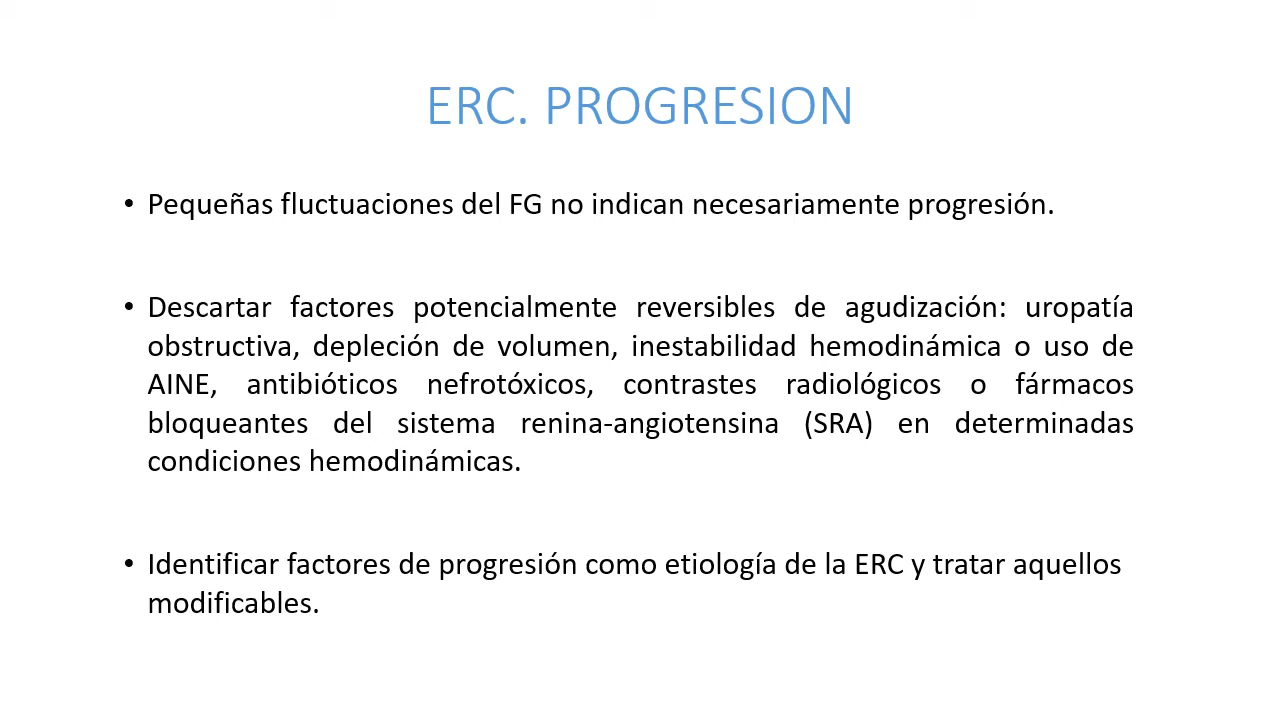 ERC. PROGRESION
• Pequeñas fluctuaciones del FG no indican necesariamente progresión.
• Descartar factores potencialmente reversibles de agudización: uropatía
obstructiva, depleción de volumen, inestabilidad hemodinámica o uso de
AINE, antibióticos nefrotóxicos, contrastes radiológicos o fármacos
bloqueantes del sistema renina-angiotensina (SRA) en determinadas
condiciones hemodinámicas.
• Identificar factores de progresión como etiología de la ERC y tratar aquellos
modificables.